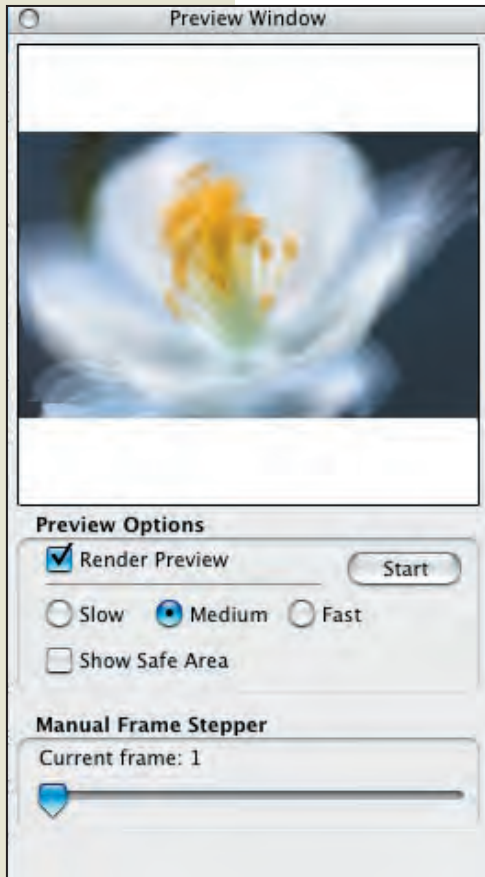 Preview Window
Preview Options
Render Preview
Start
Slow Medium Fast
Show Safe Area
Manual Frame Stepper
Current frame: 1